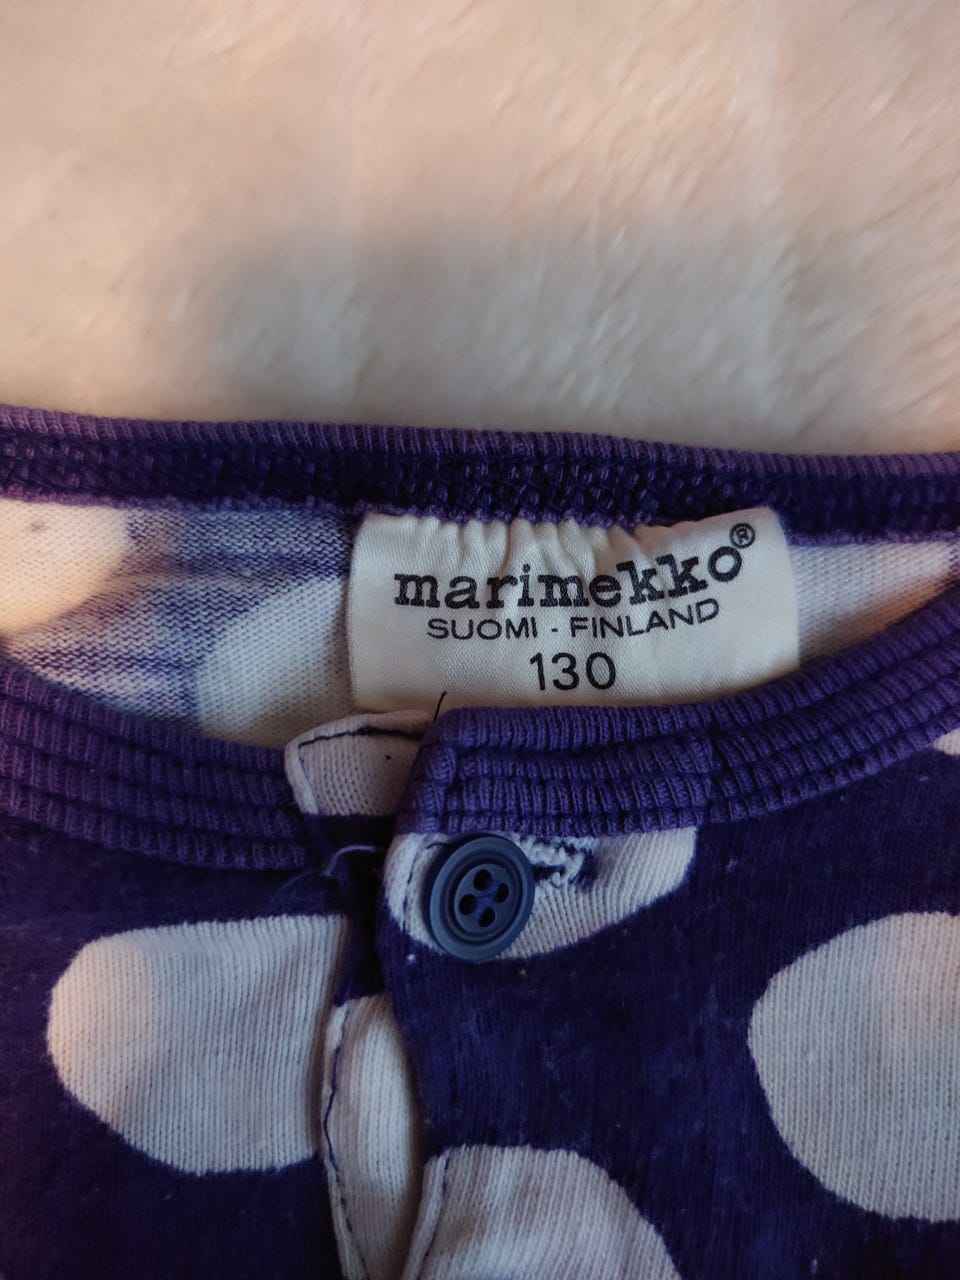 marimekko®
SUOMI - FINLAND
130